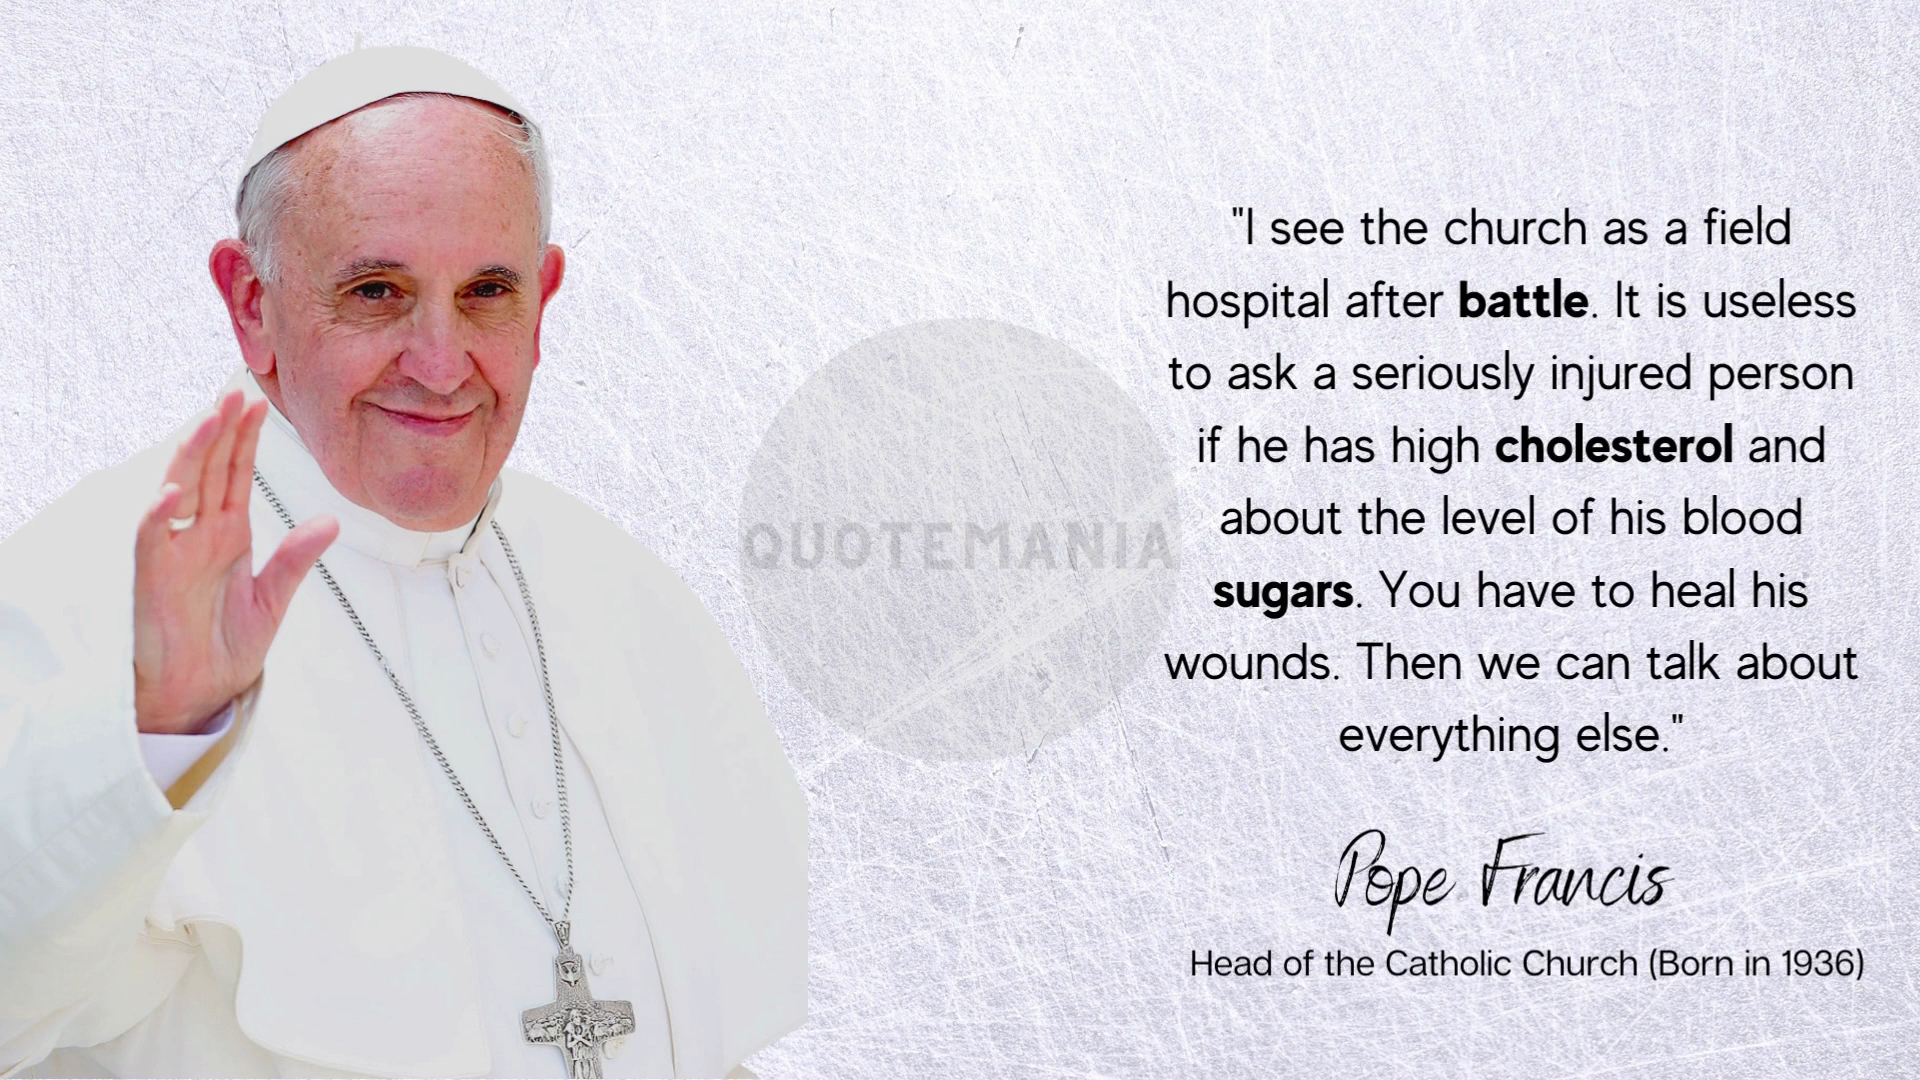 "I see the church as a field
hospital after battle. It is useless
to ask a seriously injured person
if he has high cholesterol and
about the level of his blood
sugars. You have to heal his
wounds. Then we can talk about
everything else."
QUOTEMANIA
Pope Francis
Head of the Catholic Church (Born in 1936)